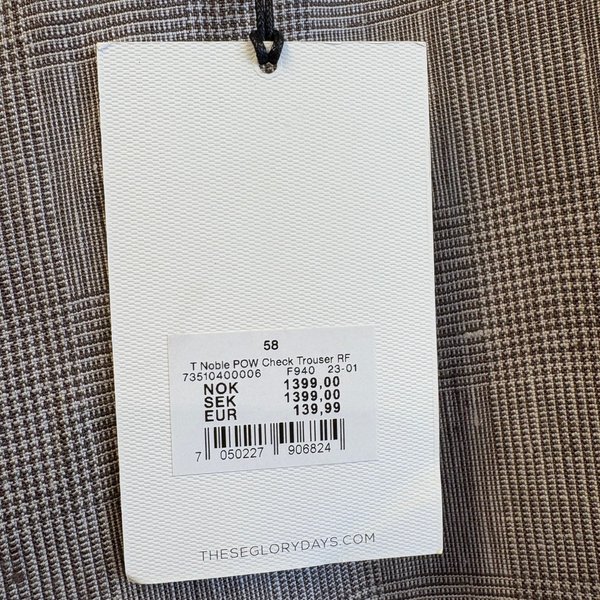 58
T Noble POW Check Trouser RF
73510400006 F940 23-01
NOK 1399,00
SEK 1399,00
EUR 139,99
7 050227 906824
THESEGLORYDAYS.COM